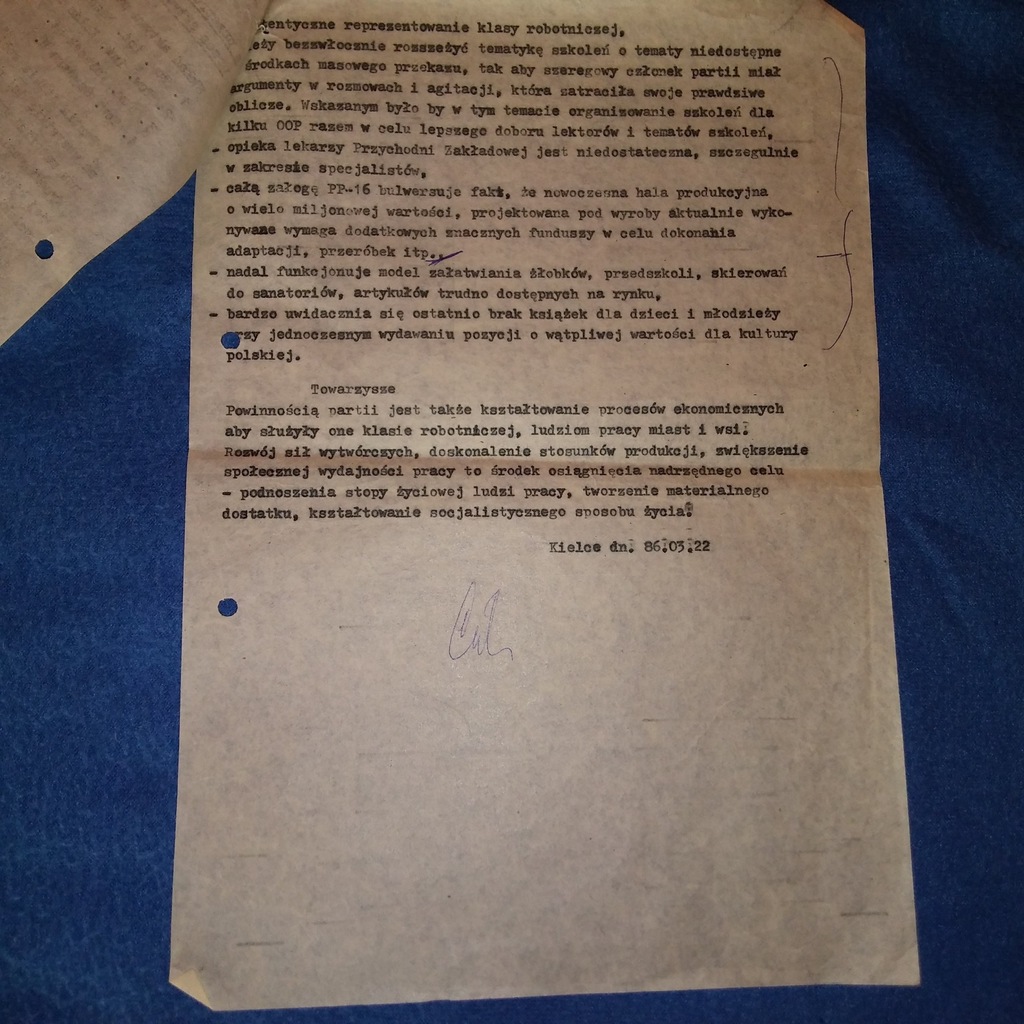 entyczne reprezentowanie klasy robotniczej,
eży bezzwłocznie rozszeżyć tematykę szkoleń o tematy niedostępne
środkach masowego przekazu, tak aby szeregowy członek partii miał
argumenty w rozmowach i agitacji, która zatraciła swoje prawdziwe
oblicze. Wskazanym było by w tym temacie organizowanie szkoleń dla
kilku OOP razem w celu lepszego doboru lektorów i tematów szkoleń,
- opieka lekarzy Przychodni Zakładowej jest niedostateczna, szczegulnie
w zakresie specjalistów,
- całą załogę PP-16 bulwersuje fakt, że nowoczesna hala produkcyjna
o wielo miljonowej wartości, projektowana pod wyroby aktualnie wyko-
nywane wymaga dodatkowych znacznych funduszy w celu dokonania
adaptacji, przeróbek itp.,
- nadal funkcjonuje model załatwiania żłobków, przedszkoli, skierowań
do sanatoriów, artykułów trudno dostępnych na rynku,
- bardzo uwidacznia się ostatnio brak książek dla dzieci i młodzieży
rzy jednoczesnym wydawaniu pozycji o wątpliwej wartości dla kultury
polskiej.
Towarzysze
Powinnością partii jest także kształtowanie procesów ekonomicznych
aby służyły one klasie robotniczej, ludziom pracy miast i wsi.
Rozwój sił wytwórczych, doskonalenie stosunków produkcji, zwiększenie
społecznej wydajności pracy to środek osiągnięcia nadrzędnego celu
- podnoszenia stopy życiowej ludzi pracy, tworzenie materialnego
dostatku, kształtowanie socjalistycznego sposobu życia.
Kielce dn. 86.03.22